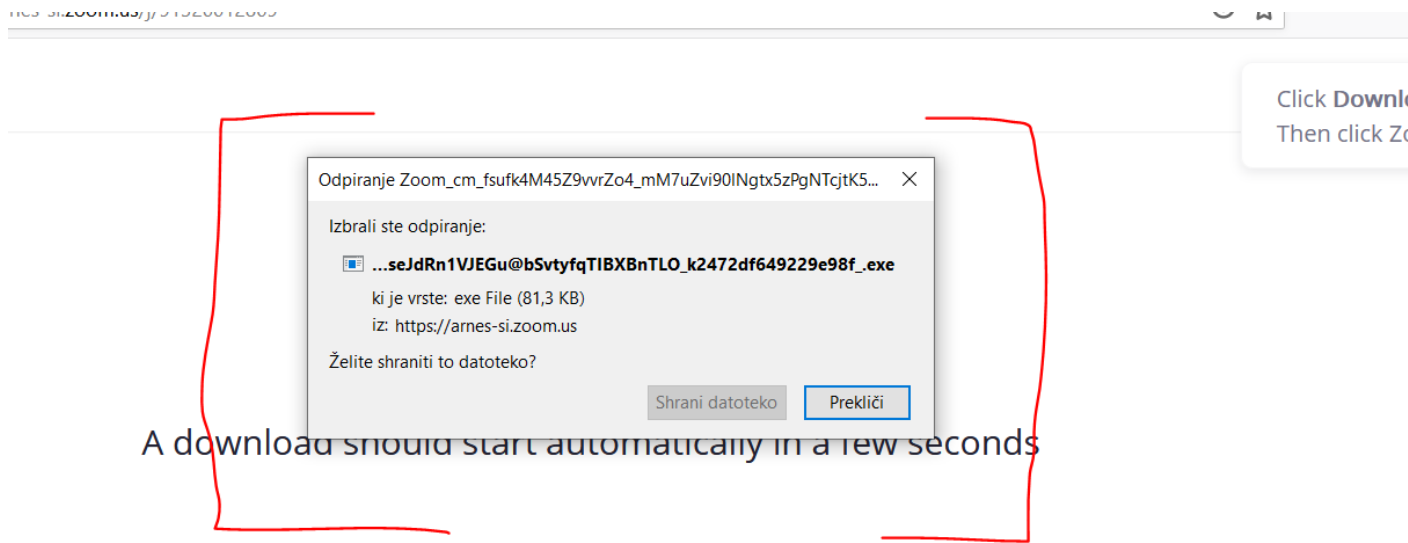 zoom.us
Click
Then click
Odpiranje Zoom_cm_fsufk4M45Z9vvrZo4_mM7uZvi90lNgtx5zPgNTcjtK5...
Izbrali ste odpiranje:
...seJdRn1VJEGu@bSvtyfqTIBXBnTLO_k2472df649229e98f_.exe
ki je vrste: exe File (81,3 KB)
iz: https://arnes-si.zoom.us
Želite shraniti to datoteko?
Shrani datoteko Prekliči
A download should start automatically in a few seconds